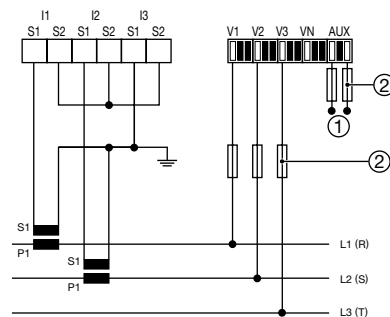 I1 I2 I3
S1 S2 S1 S2 S1 S2
V1 V2 V3 VN AUX
2
1
2
S1
P1
L1 (R)
S1
P1
L2 (S)
L3 (T)